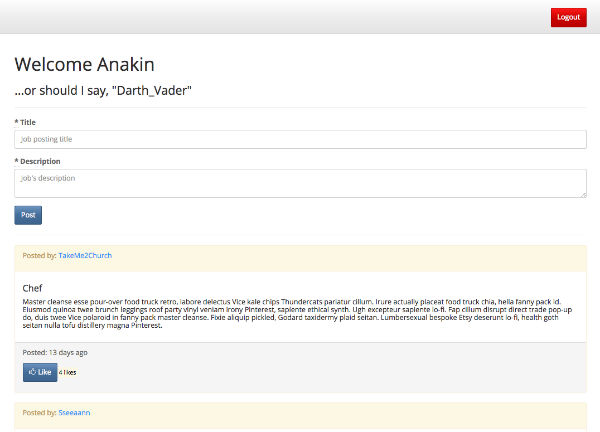 Logout
Welcome Anakin
...or should I say, "Darth_Vader"
* Title
Job posting title
* Description
Job's description
Post
Posted by: TakeMe2Church
Chef
Master cleanse esse pour-over food truck retro, labore delectus Vice kale chips Thundercats pariatur cillum. Irure actually placeat food truck chia, hella fanny pack id.
Eiusmod quinoa twee brunch leggings roof party vinyl veniam irony Pinterest, sapiente ethical synth. Ugh excepteur sapiente lo-fi. Fap cillum disrupt direct trade pop-up
do, duis twee Vice polaroid in fanny pack master cleanse. Fixie aliquip pickled, Godard taxidermy plaid seitan. Lumbersexual bespoke Etsy deserunt lo-fi, health goth
seitan nulla tofu distillery magna Pinterest.
Posted: 13 days ago
Like 4 likes
Posted by: Sseeaann